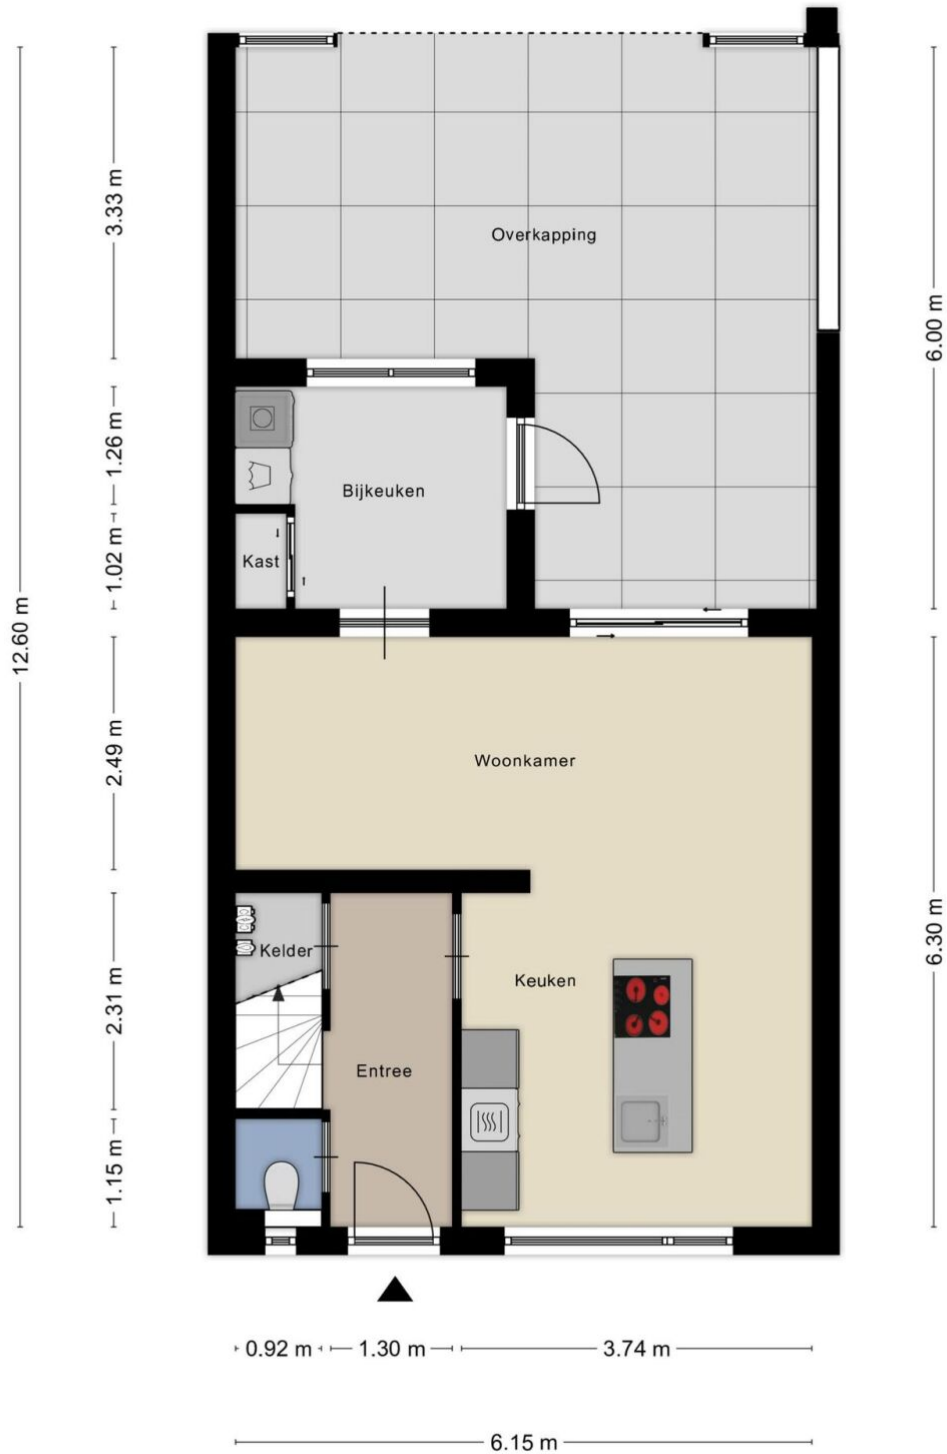 Overkapping
3.33 m
6.00 m
1.26 m
Bijkeuken
1.02 m
Kast
12.60 m
2.49 m
Woonkamer
6.30 m
Kelder
Keuken
2.31 m
Entree
1.15 m
0.92 m
1.30 m
3.74 m
6.15 m